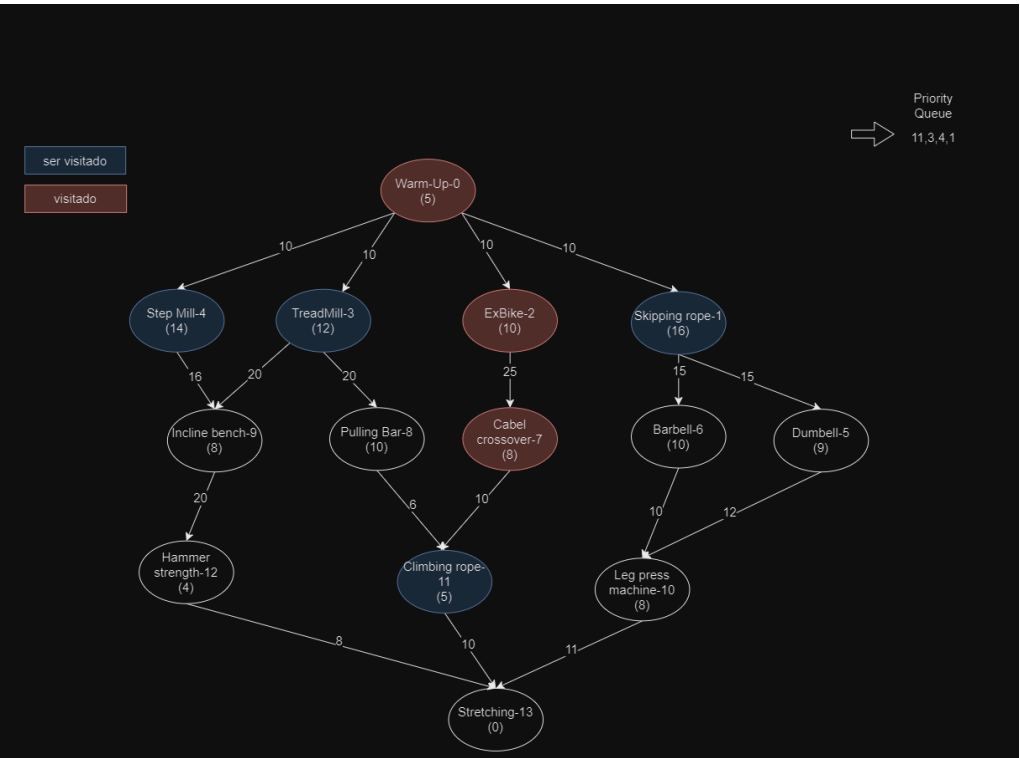 Priority
Queue
11,3,4,1
ser visitado
visitado
Warm-Up-0
(5)
10
10
10
10
Step Mill-4
(14)
TreadMill-3
(12)
ExBike-2
(10)
Skipping rope-1
(16)
16
20
20
25
15
15
Incline bench-9
(8)
Pulling Bar-8
(10)
Cabel
crossover-7
(8)
Barbell-6
(10)
Dumbell-5
(9)
20
6
10
10
12
Hammer
strength-12
(4)
Climbing rope-
11
(5)
Leg press
machine-10
(8)
8
10
11
Stretching-13
(0)